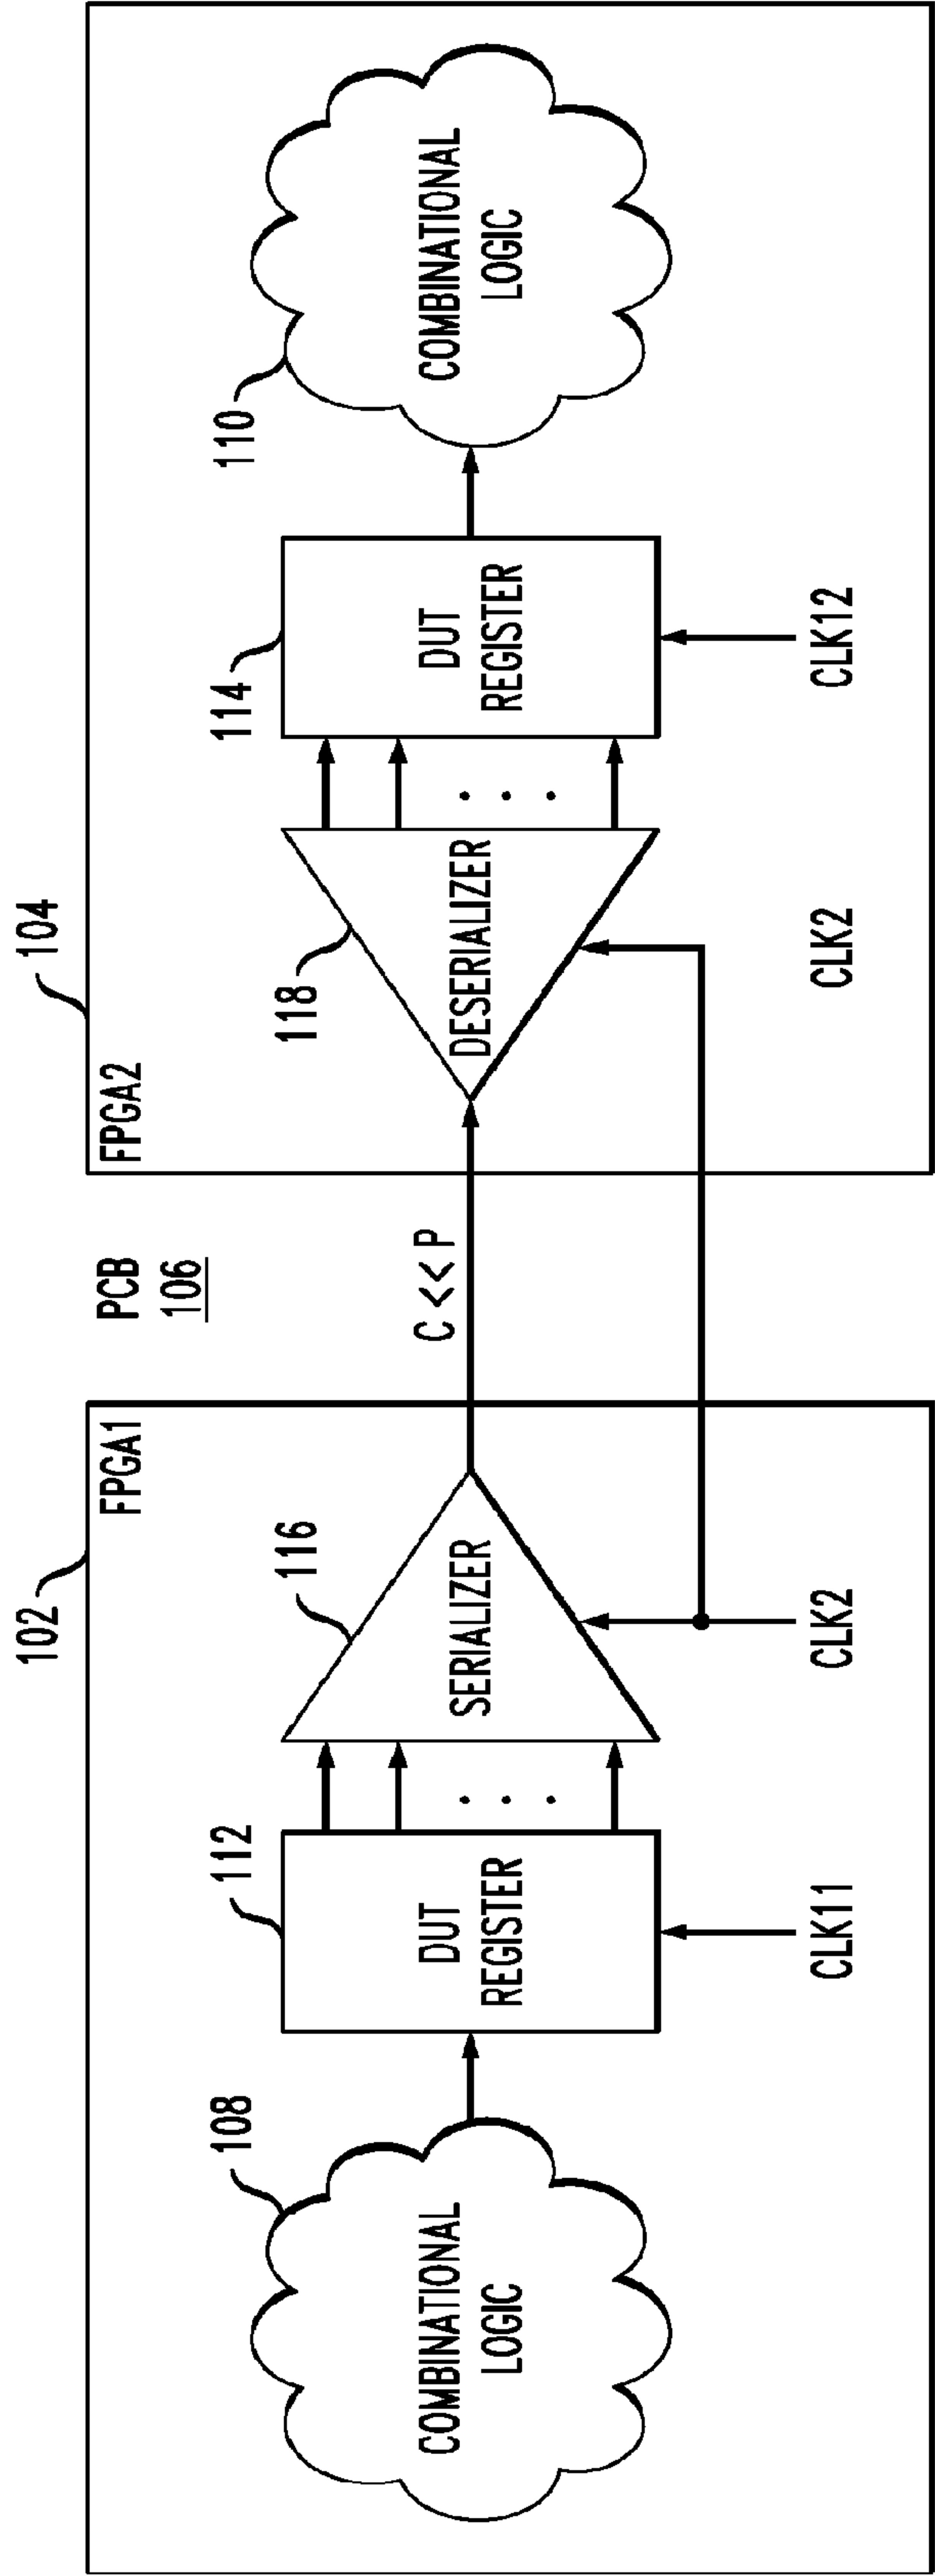 102
FPGA1
108
COMBINATIONAL
LOGIC
112
DUT
REGISTER
CLK11
116
SERIALIZER
CLK2
PCB
106
C << P
104
FPGA2
118
DESERIALIZER
CLK2
114
DUT
REGISTER
CLK12
110
COMBINATIONAL
LOGIC